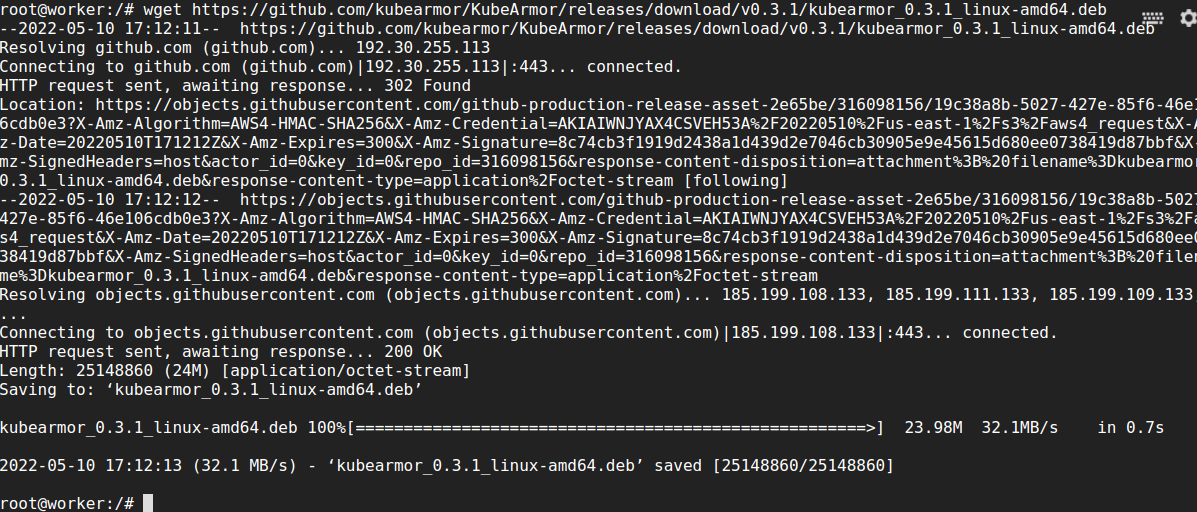 root@worker:/# wget https://github.com/kubearmor/KubeArmor/releases/download/v0.3.1/kubearmor_0.3.1_linux-amd64.deb
--2022-05-10 17:12:11--  https://github.com/kubearmor/KubeArmor/releases/download/v0.3.1/kubearmor_0.3.1_linux-amd64.deb
Resolving github.com (github.com)... 192.30.255.113
Connecting to github.com (github.com)|192.30.255.113|:443... connected.
HTTP request sent, awaiting response... 302 Found
Location: https://objects.githubusercontent.com/github-production-release-asset-2e65be/316098156/19c38a8b-5027-427e-85f6-46e1
6cdb0e3?X-Amz-Algorithm=AWS4-HMAC-SHA256&X-Amz-Credential=AKIAIWNJYAX4CSVEH53A%2F20220510%2Fus-east-1%2Fs3%2Faws4_request&X-A
z-Date=20220510T171212Z&X-Amz-Expires=300&X-Amz-Signature=8c74cb3f1919d2438a1d439d2e7046cb30905e9e45615d680ee0738419d87bbf&X-
mz-SignedHeaders=host&actor_id=0&key_id=0&repo_id=316098156&response-content-disposition=attachment%3B%20filename%3Dkubearmor
0.3.1_linux-amd64.deb&response-content-type=application%2Foctet-stream [following]
--2022-05-10 17:12:12--  https://objects.githubusercontent.com/github-production-release-asset-2e65be/316098156/19c38a8b-5027
427e-85f6-46e106cdb0e3?X-Amz-Algorithm=AWS4-HMAC-SHA256&X-Amz-Credential=AKIAIWNJYAX4CSVEH53A%2F20220510%2Fus-east-1%2Fs3%2Fa
ws4_request&X-Amz-Date=20220510T171212Z&X-Amz-Expires=300&X-Amz-Signature=8c74cb3f1919d2438a1d439d2e7046cb30905e9e45615d680ee0
38419d87bbf&X-Amz-SignedHeaders=host&actor_id=0&key_id=0&repo_id=316098156&response-content-disposition=attachment%3B%20filen
me%3Dkubearmor_0.3.1_linux-amd64.deb&response-content-type=application%2Foctet-stream
Resolving objects.githubusercontent.com (objects.githubusercontent.com)... 185.199.108.133, 185.199.111.133, 185.199.109.133,
...
Connecting to objects.githubusercontent.com (objects.githubusercontent.com)|185.199.108.133|:443... connected.
HTTP request sent, awaiting response... 200 OK
Length: 25148860 (24M) [application/octet-stream]
Saving to: ‘kubearmor_0.3.1_linux-amd64.deb’
kubearmor_0.3.1_linux-amd64.deb 100%[=====================================================>]  23.98M  32.1MB/s    in 0.7s
2022-05-10 17:12:13 (32.1 MB/s) - ‘kubearmor_0.3.1_linux-amd64.deb’ saved [25148860/25148860]
root@worker:/#